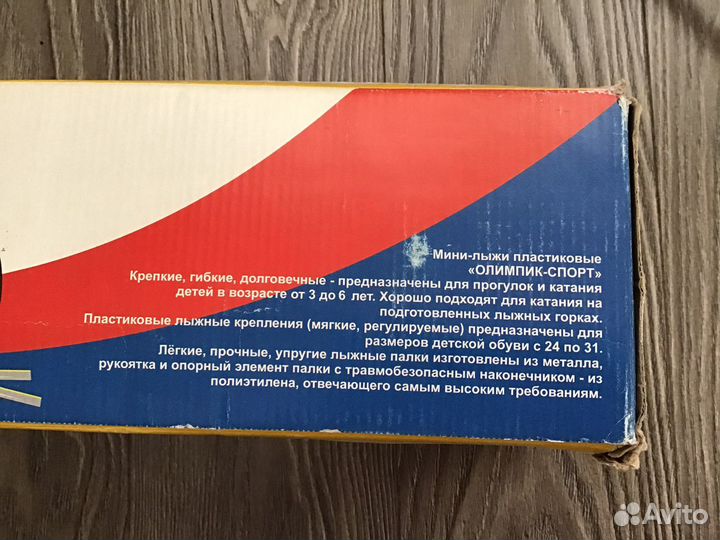 Мини-лыжи пластиковые
«ОЛИМПИК-СПОРТ»
Крепкие, гибкие, долговечные - предназначены для прогулок и катания
детей в возрасте от 3 до 6 лет. Хорошо подходят для катания на
подготовленных лыжных горках.
Пластиковые лыжные крепления (мягкие, регулируемые) предназначены для
размеров детской обуви с 24 по 31.
Лёгкие, прочные, упругие лыжные палки изготовлены из металла,
рукоятка и опорный элемент палки с травмобезопасным наконечником - из
полиэтилена, отвечающего самым высоким требованиям.
Avito